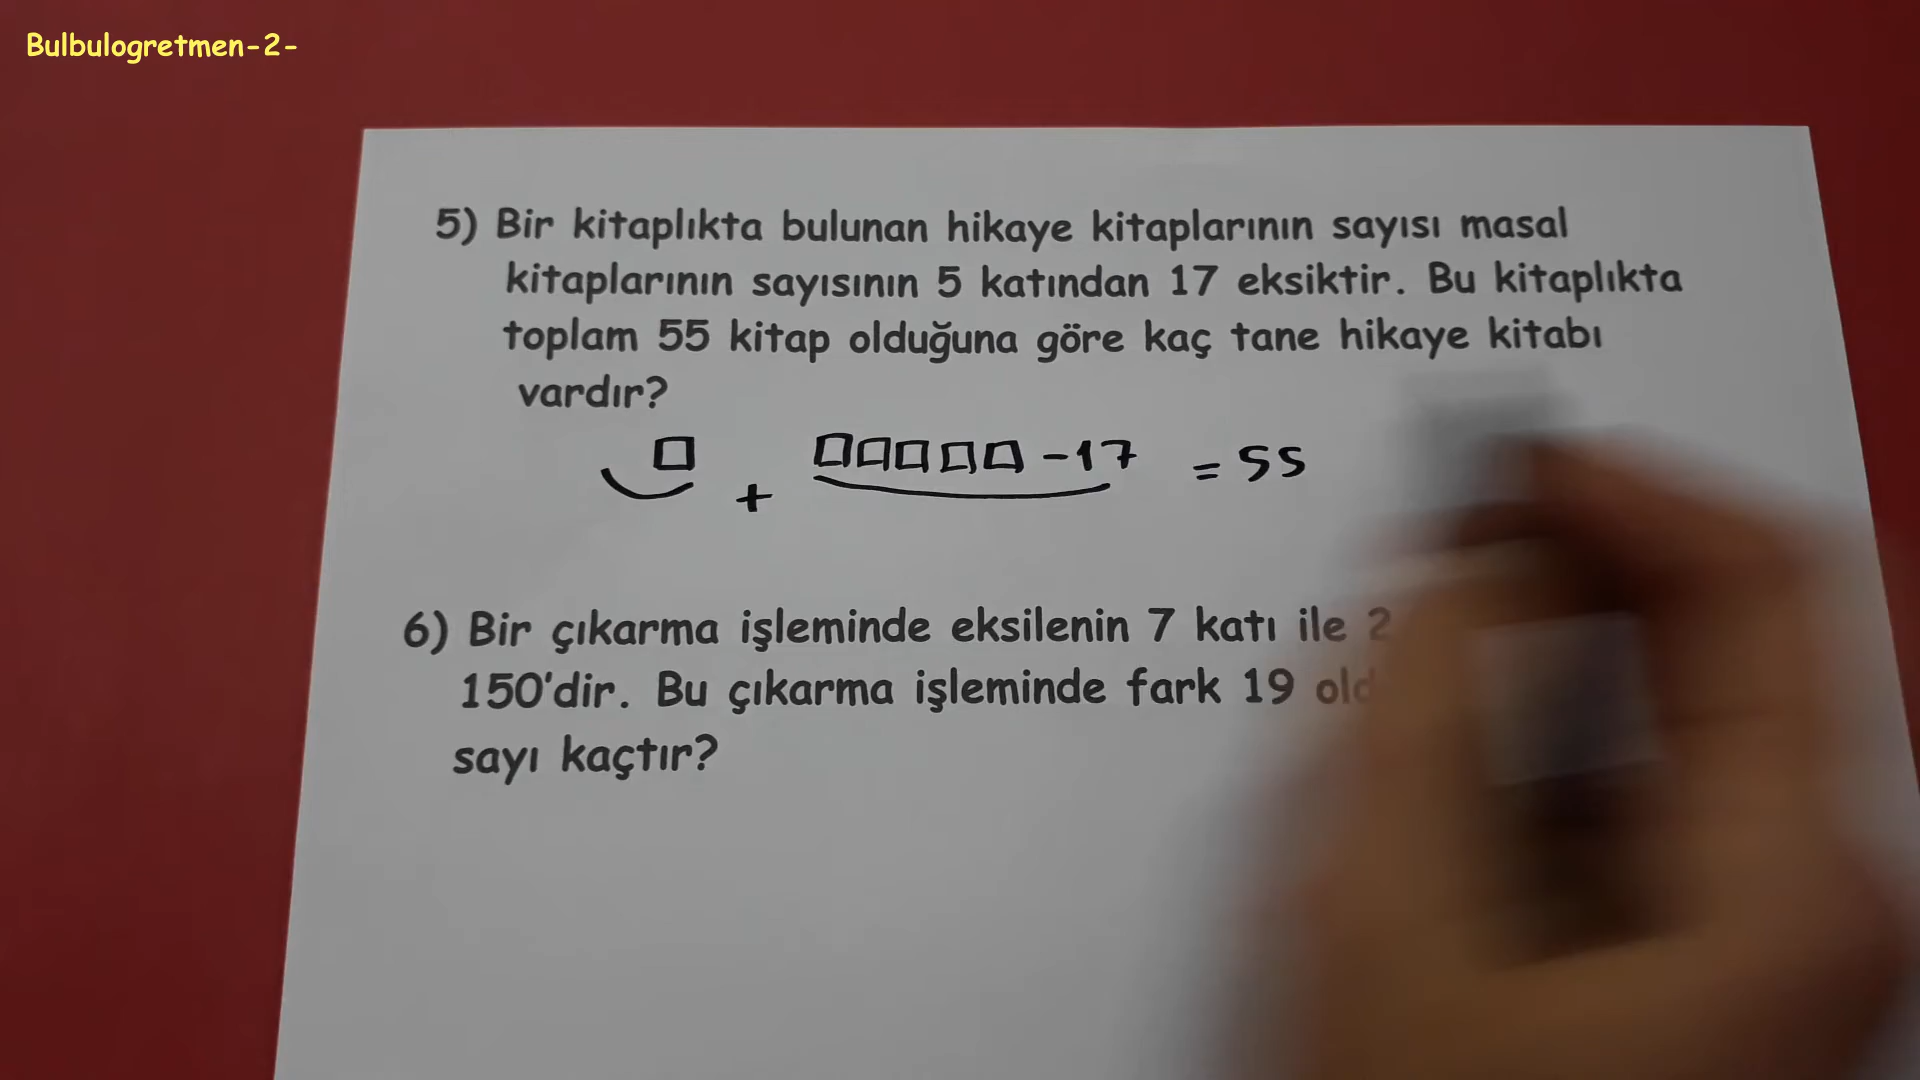 Bulbulogretmen-2-
5) Bir kitaplıkta bulunan hikaye kitaplarının sayısı masal
kitaplarının sayısının 5 katından 17 eksiktir. Bu kitaplıkta
toplam 55 kitap olduğuna göre kaç tane hikaye kitabı
vardır?
□ + □□□□□ -17 = 55
6) Bir çıkarma işleminde eksilenin 7 katı ile 2
150'dir. Bu çıkarma işleminde fark 19
sayı kaçtır?